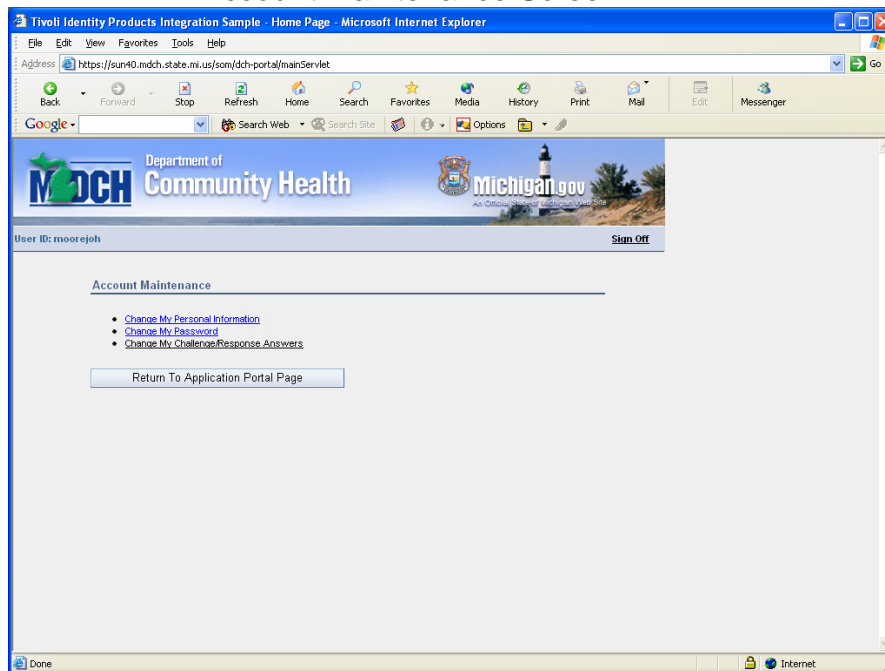 Account Maintenance Screen
Tivoli Identity Products Integration Sample - Home Page - Microsoft Internet Explorer
File Edit View Favorites Tools Help
Address https://sun40.mdch.state.mi.us/som/dch-portal/mainServlet Go
Back Forward Stop Refresh Home Search Favorites Media History Print Mail Edit Messenger
Google Search Web Search Site Options
MDCH Department of
Community Health
Michigan.gov
An Official State of Michigan Web Site
User ID: moorejoh Sign Off
Account Maintenance
Change My Personal Information
Change My Password
Change My Challenge/Response Answers
Return To Application Portal Page
Done Internet